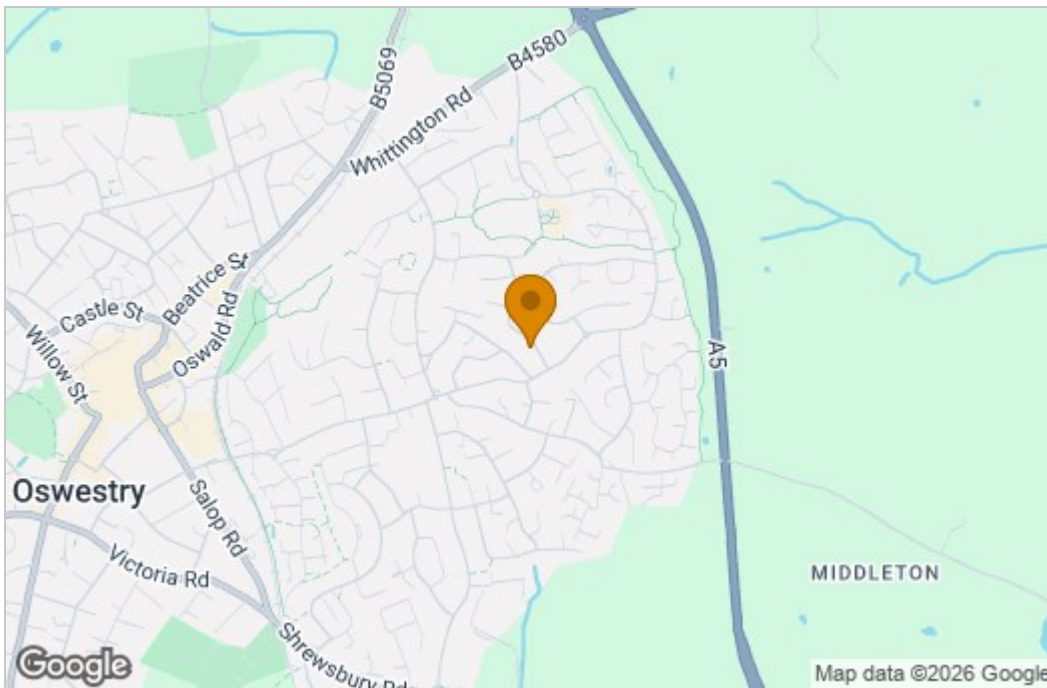 B4580
B5069
Whittington Rd
Beatrice St
Castle St
Oswald Rd
Willow St
A5
Oswestry
Salop Rd
Victoria Rd
MIDDLETON
Shrewsbury Rd
Google
Map data ©2026 Google